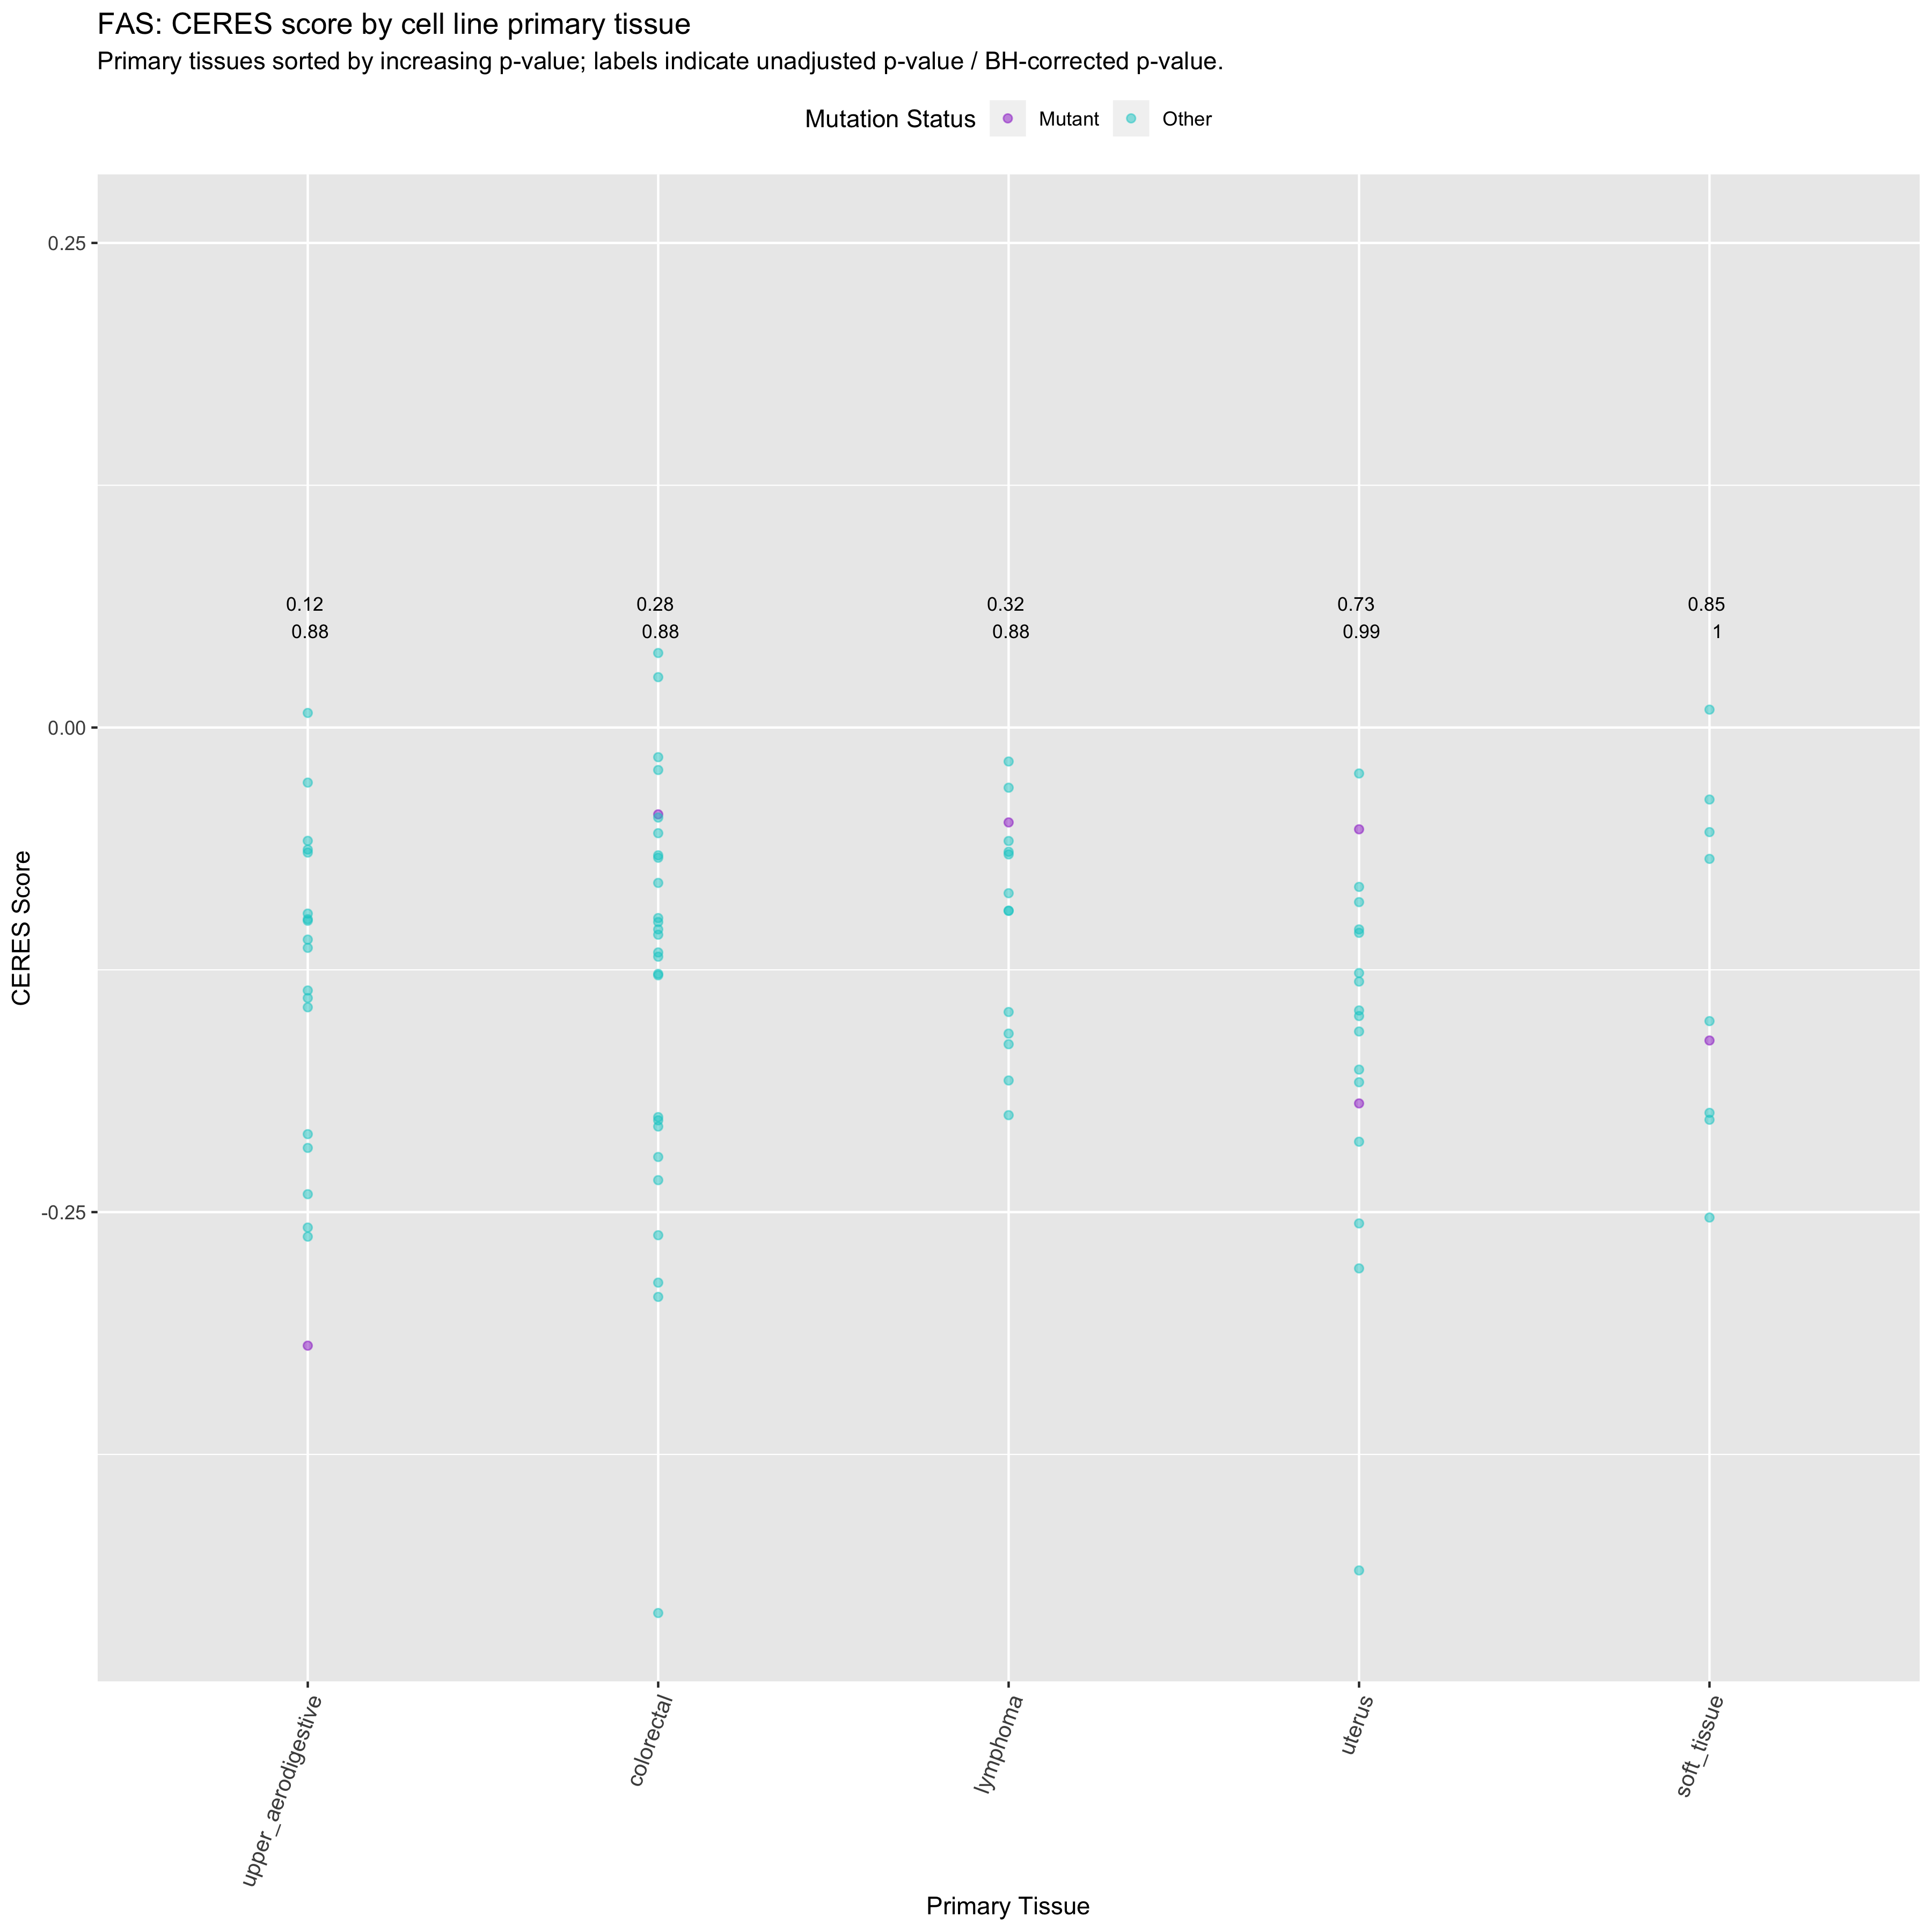 FAS: CERES score by cell line primary tissue
Primary tissues sorted by increasing p-value; labels indicate unadjusted p-value / BH-corrected p-value.
Mutation Status Mutant Other
0.25
0.12 0.28 0.32 0.73 0.85
0.88 0.88 0.88 0.99 1
0.00
CERES Score
-0.25
upper_aerodigestive colorectal lymphoma uterus soft_tissue
Primary Tissue